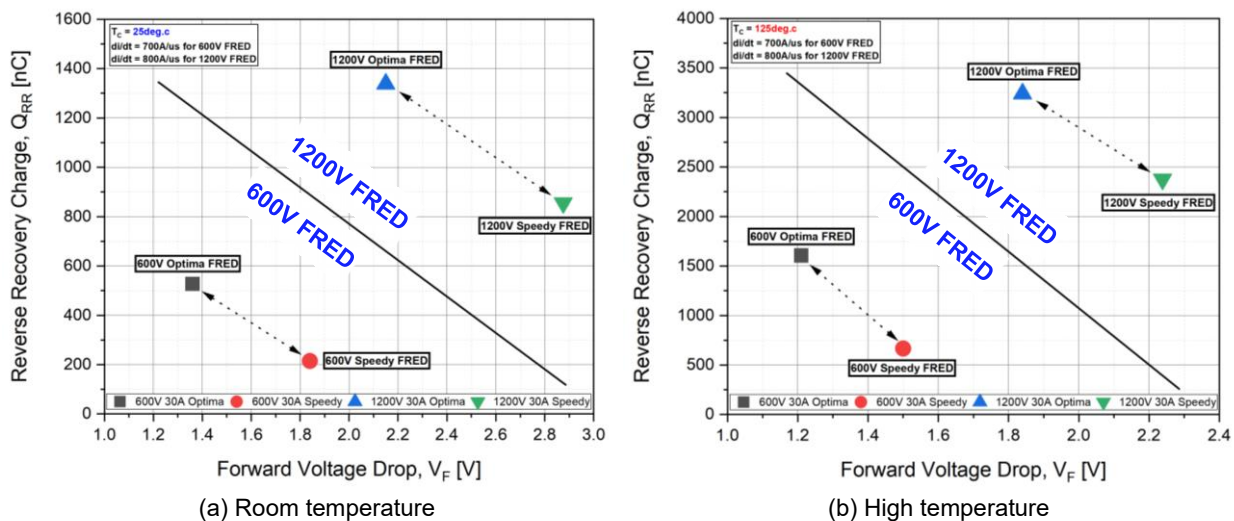 Reverse Recovery Charge, QRR [nC]
1600
1400
1200
1000
800
600
400
200
0
TC = 25deg.c
di/dt = 700A/us for 600V FRED
di/dt = 800A/us for 1200V FRED
1200V Optima FRED
1200V FRED
600V FRED
1200V Speedy FRED
600V Optima FRED
600V Speedy FRED
600V 30A Optima 600V 30A Speedy 1200V 30A Optima 1200V 30A Speedy
1.0 1.2 1.4 1.6 1.8 2.0 2.2 2.4 2.6 2.8 3.0
Forward Voltage Drop, VF [V]
(a) Room temperature
Reverse Recovery Charge, QRR [nC]
4000
3500
3000
2500
2000
1500
1000
500
0
TC = 125deg.c
di/dt = 700A/us for 600V FRED
di/dt = 800A/us for 1200V FRED
1200V Optima FRED
1200V FRED
600V FRED
1200V Speedy FRED
600V Optima FRED
600V Speedy FRED
600V 30A Optima 600V 30A Speedy 1200V 30A Optima 1200V 30A Speedy
1.0 1.2 1.4 1.6 1.8 2.0 2.2 2.4
Forward Voltage Drop, VF [V]
(b) High temperature